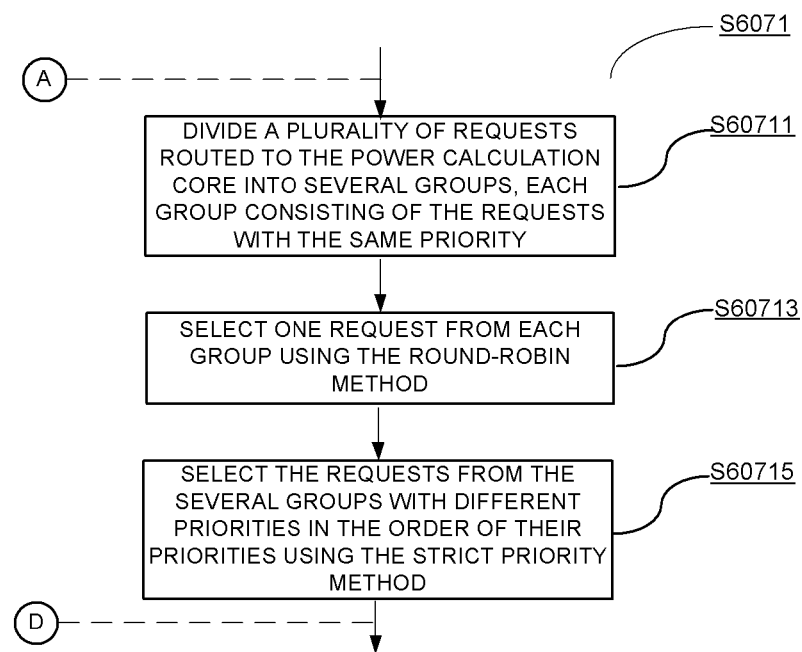 S6071
A
S60711
DIVIDE A PLURALITY OF REQUESTS
ROUTED TO THE POWER CALCULATION
CORE INTO SEVERAL GROUPS, EACH
GROUP CONSISTING OF THE REQUESTS
WITH THE SAME PRIORITY
S60713
SELECT ONE REQUEST FROM EACH
GROUP USING THE ROUND-ROBIN
METHOD
S60715
SELECT THE REQUESTS FROM THE
SEVERAL GROUPS WITH DIFFERENT
PRIORITIES IN THE ORDER OF THEIR
PRIORITIES USING THE STRICT PRIORITY
METHOD
D